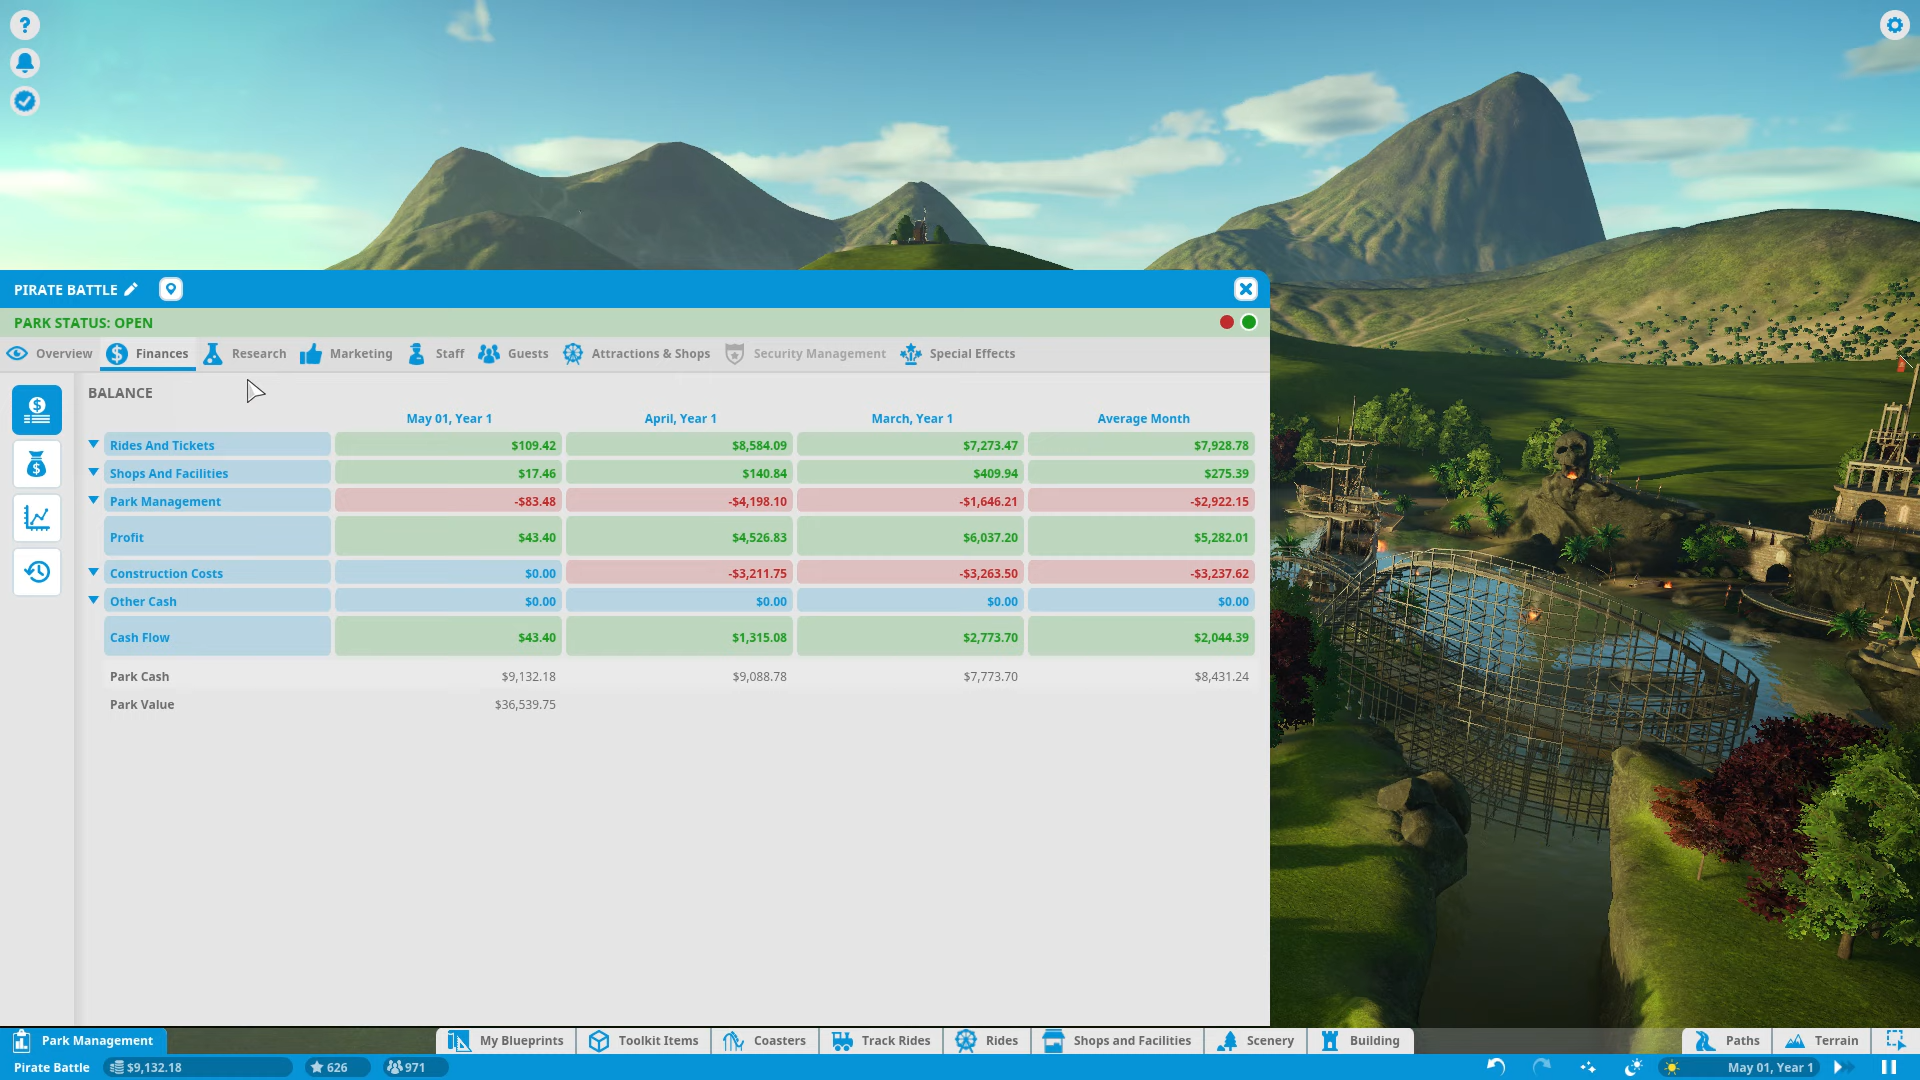 PIRATE BATTLE
PARK STATUS: OPEN
Overview Finances Research Marketing Staff Guests Attractions & Shops Security Management Special Effects
BALANCE
May 01, Year 1 April, Year 1 March, Year 1 Average Month
Rides And Tickets $109.42 $8,584.09 $7,273.47 $7,928.78
Shops And Facilities $17.46 $140.84 $409.94 $275.39
Park Management -$83.48 -$4,198.10 -$1,646.21 -$2,922.15
Profit $43.40 $4,526.83 $6,037.20 $5,282.01
Construction Costs $0.00 -$3,211.75 -$3,263.50 -$3,237.62
Other Cash $0.00 $0.00 $0.00 $0.00
Cash Flow $43.40 $1,315.08 $2,773.70 $2,044.39
Park Cash $9,132.18 $9,088.78 $7,773.70 $8,431.24
Park Value $36,539.75
Park Management My Blueprints Toolkit Items Coasters Track Rides Rides Shops and Facilities Scenery Building Paths Terrain
Pirate Battle $9,132.18 626 971 May 01, Year 1